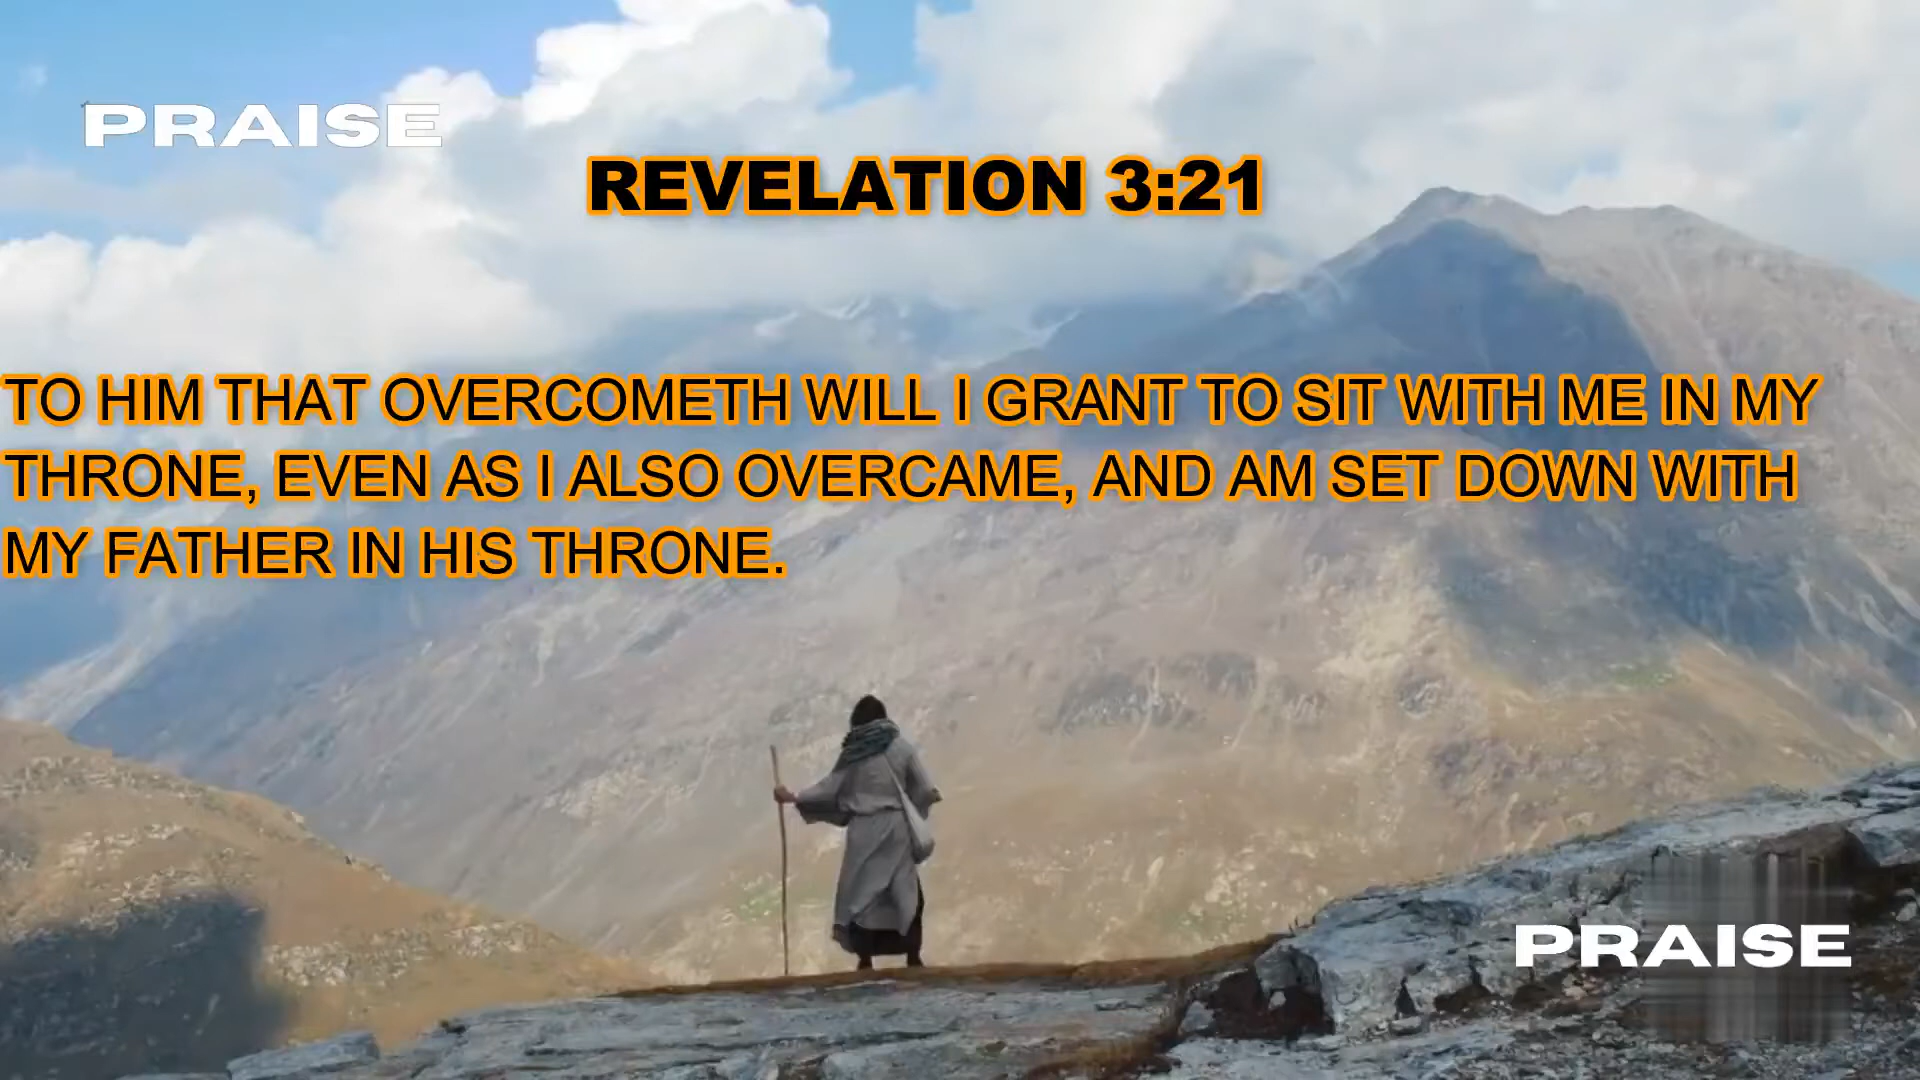 PRAISE
REVELATION 3:21
TO HIM THAT OVERCOMETH WILL I GRANT TO SIT WITH ME IN MY
THRONE, EVEN AS I ALSO OVERCAME, AND AM SET DOWN WITH
MY FATHER IN HIS THRONE.
PRAISE